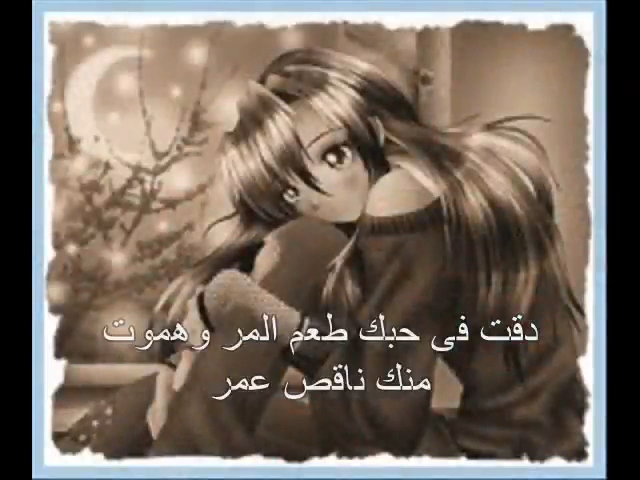 دقت فى حبك طعم المر وهموت
منك ناقص عمر